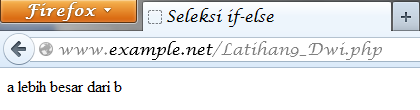 Firefox
Seleksi if-else
www.example.net/Latihan9_Dwi.php
a lebih besar dari b